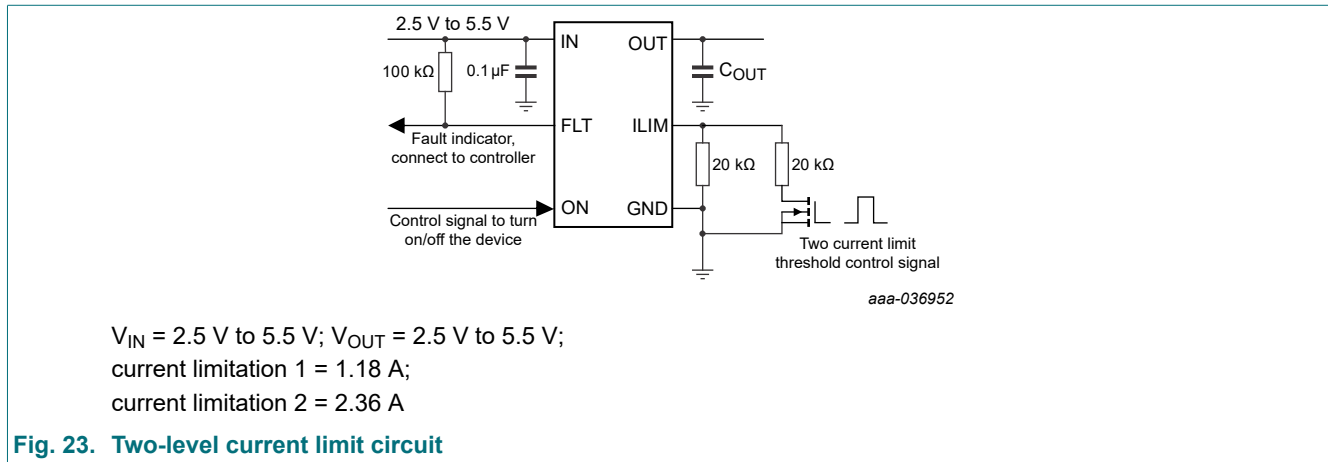 2.5 V to 5.5 V
IN
OUT
100 kΩ
0.1 µF
COUT
FLT
ILIM
Fault indicator,
connect to controller
20 kΩ
20 kΩ
ON
GND
Control signal to turn
on/off the device
Two current limit
threshold control signal
aaa-036952
VIN = 2.5 V to 5.5 V; VOUT = 2.5 V to 5.5 V;
current limitation 1 = 1.18 A;
current limitation 2 = 2.36 A
Fig. 23. Two-level current limit circuit